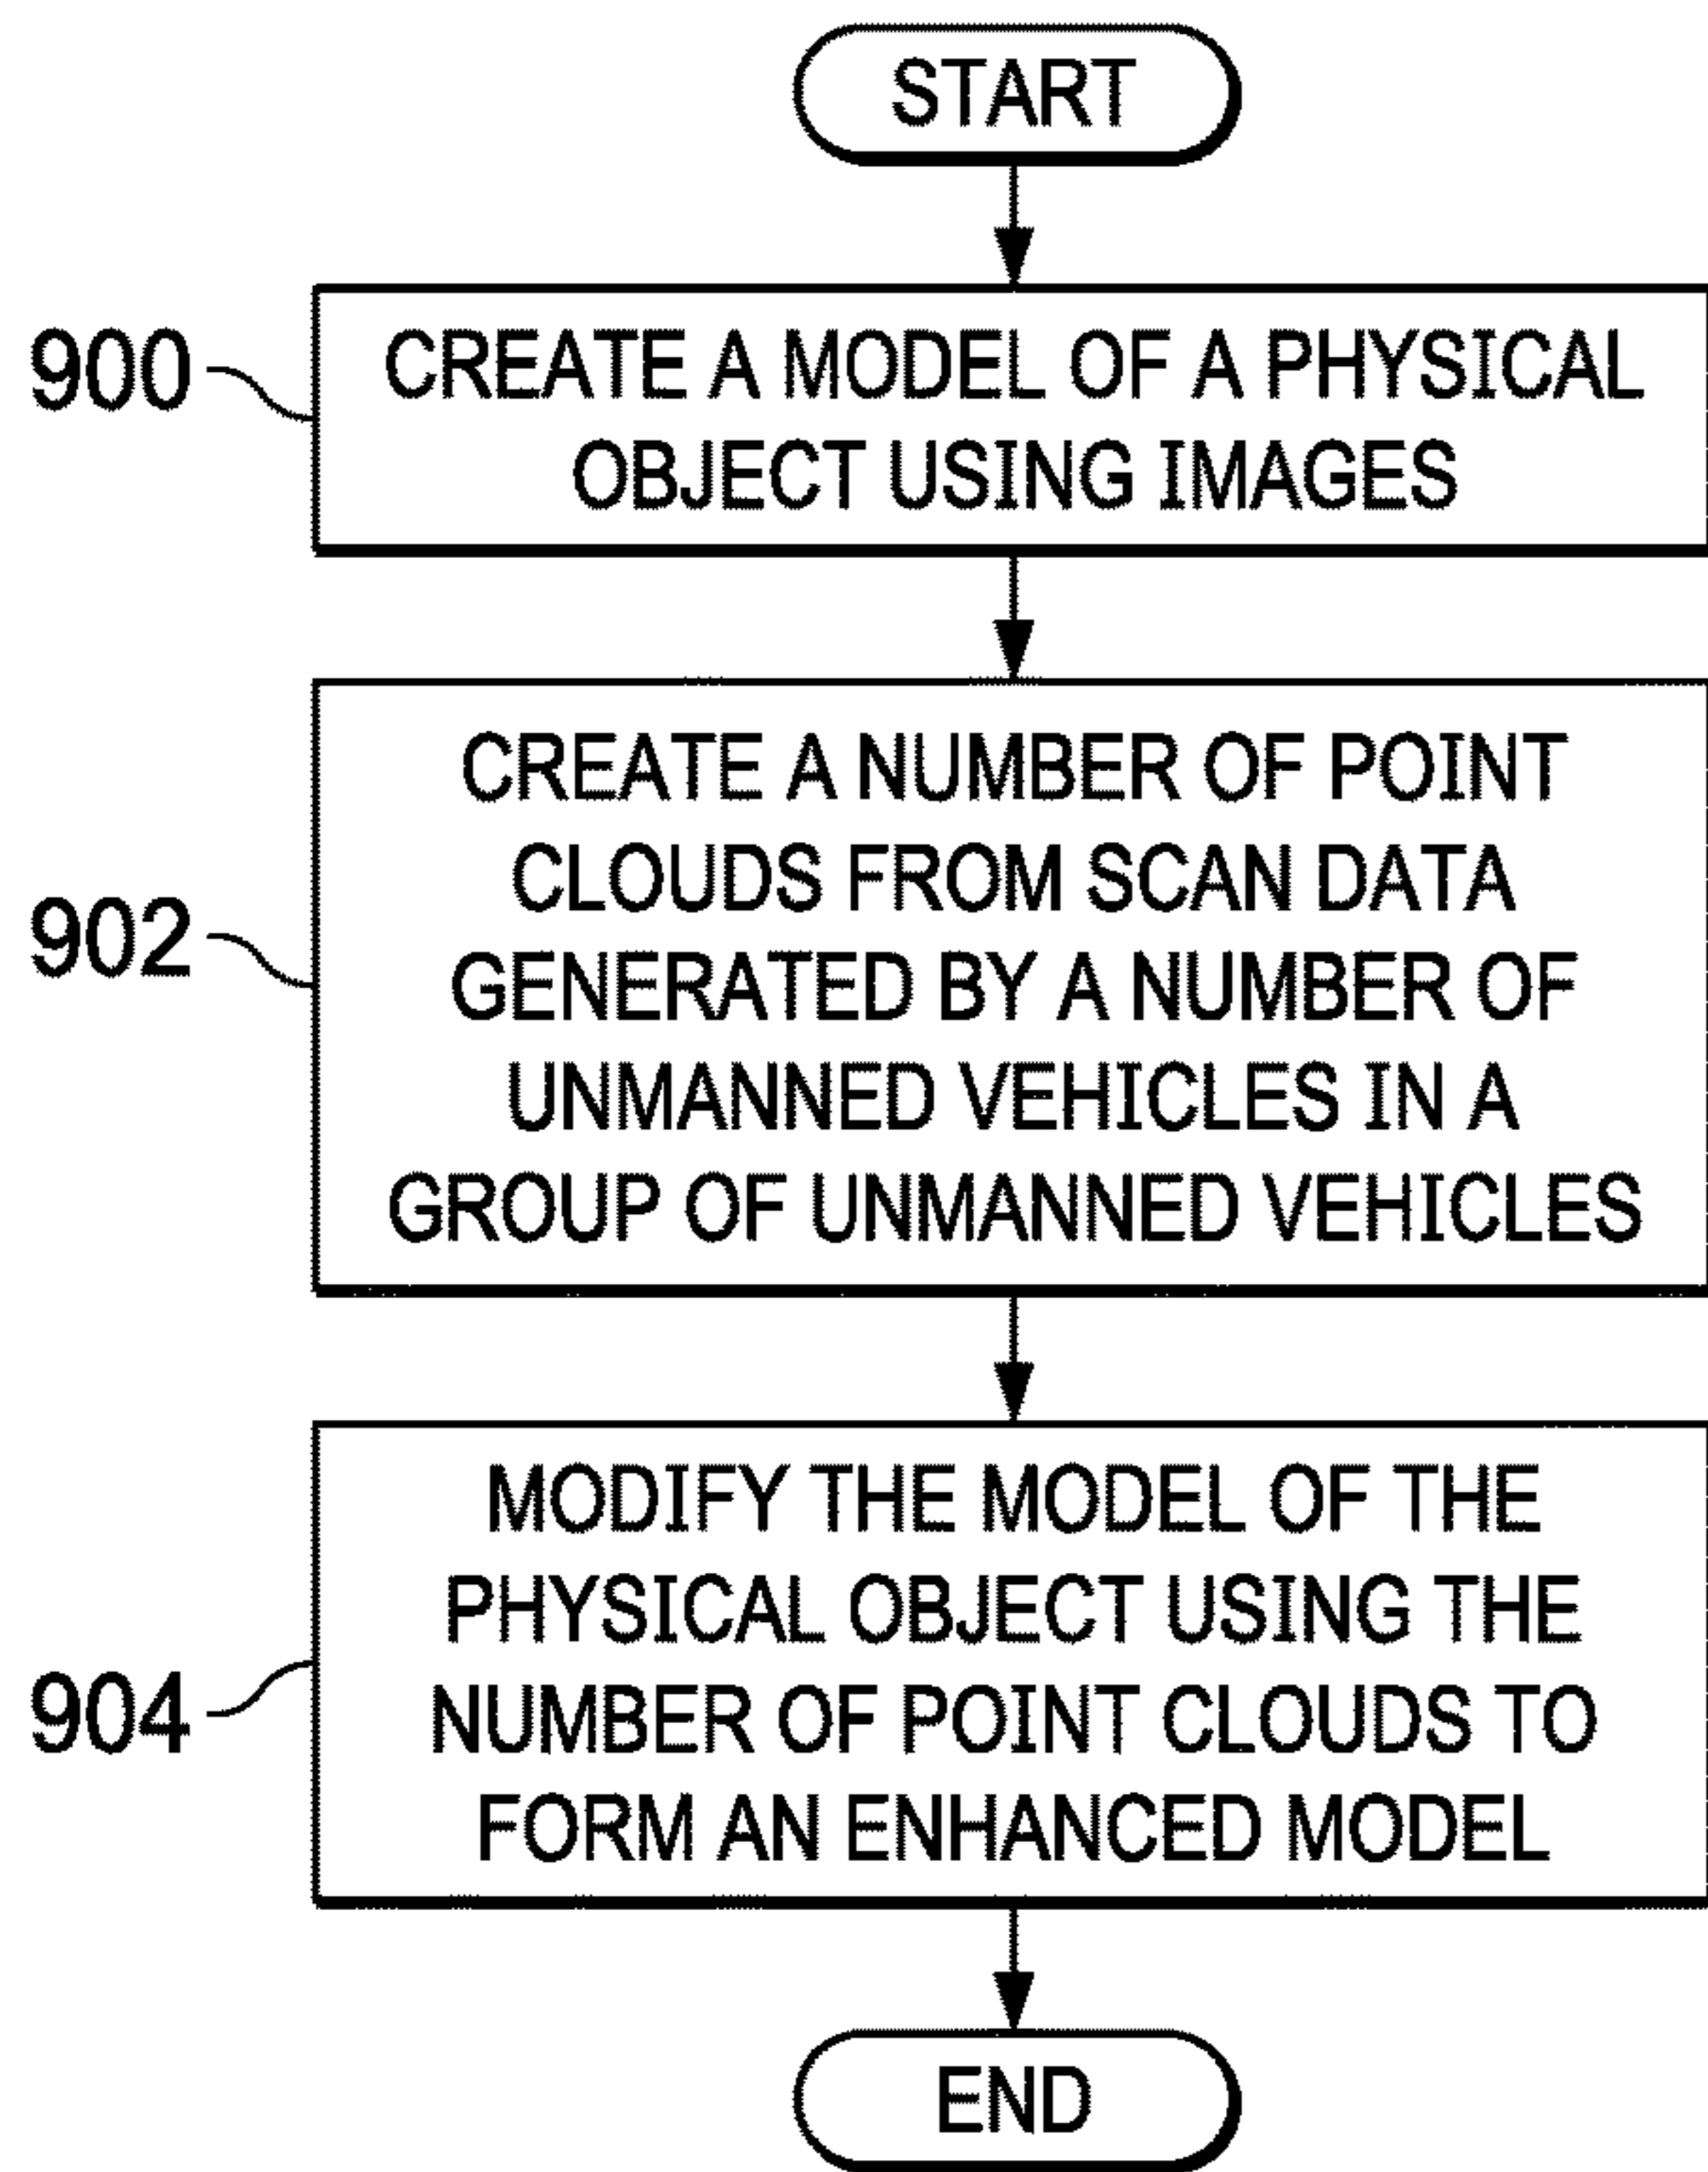 START
900
CREATE A MODEL OF A PHYSICAL
OBJECT USING IMAGES
902
CREATE A NUMBER OF POINT
CLOUDS FROM SCAN DATA
GENERATED BY A NUMBER OF
UNMANNED VEHICLES IN A
GROUP OF UNMANNED VEHICLES
904
MODIFY THE MODEL OF THE
PHYSICAL OBJECT USING THE
NUMBER OF POINT CLOUDS TO
FORM AN ENHANCED MODEL
END